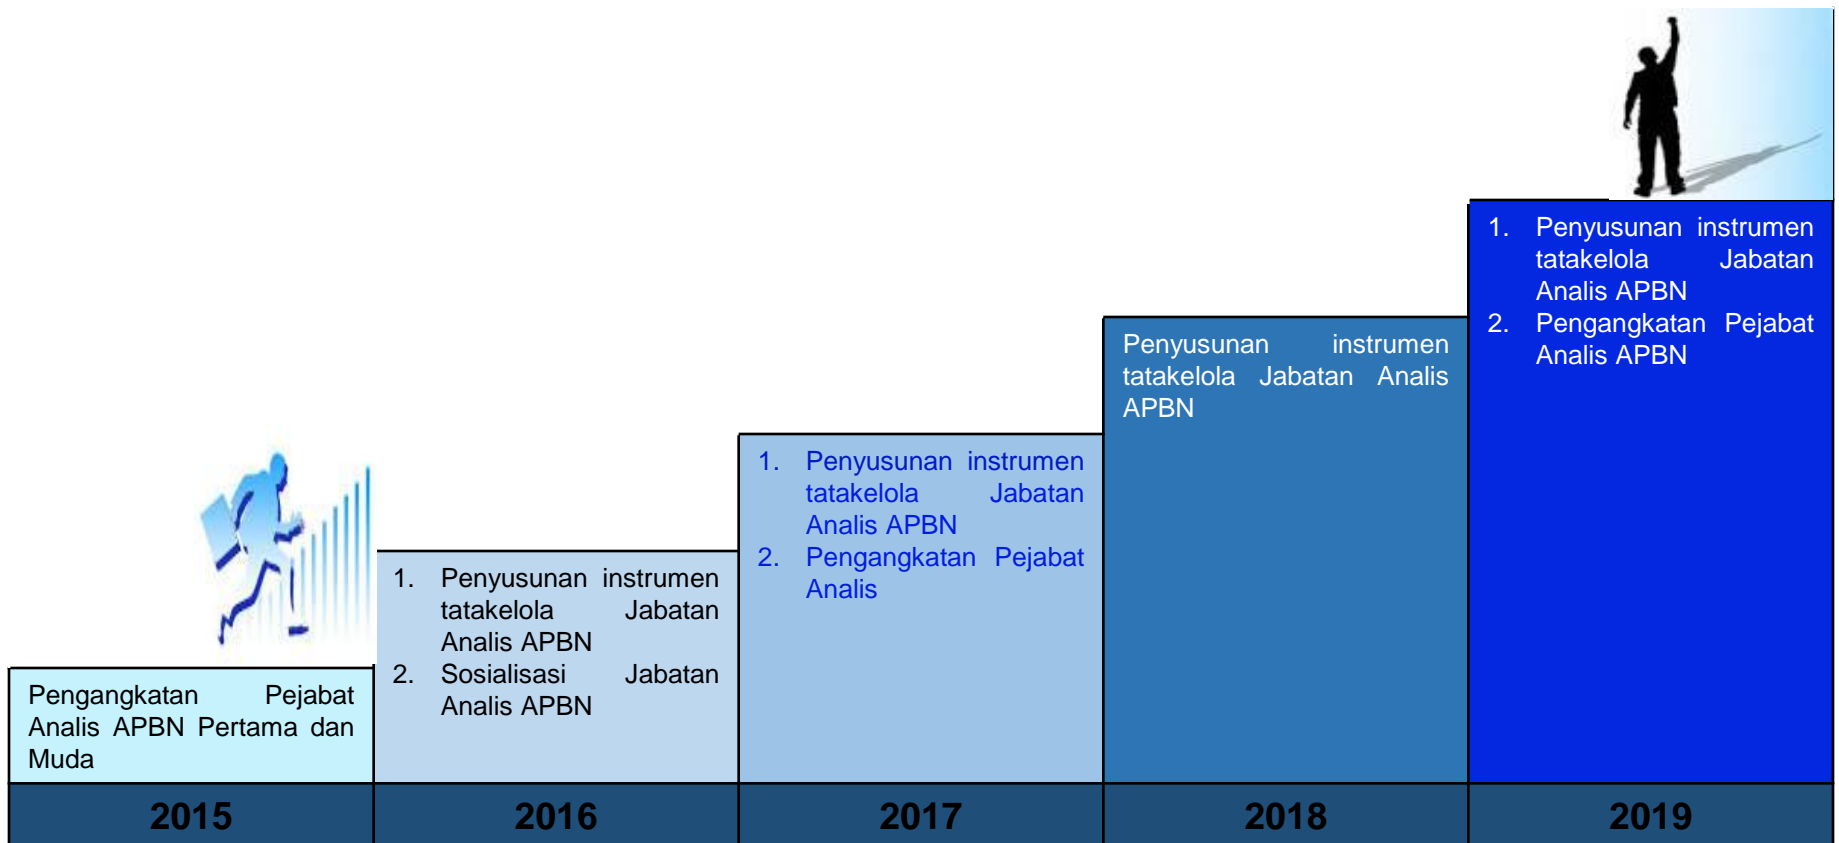 Pengangkatan Pejabat
Analis APBN Pertama dan
Muda
2015
1. Penyusunan instrumen
tatakelola Jabatan
Analis APBN
2. Sosialisasi Jabatan
Analis APBN
2016
1. Penyusunan instrumen
tatakelola Jabatan
Analis APBN
2. Pengangkatan Pejabat
Analis
2017
Penyusunan instrumen
tatakelola Jabatan Analis
APBN
2018
1. Penyusunan instrumen
tatakelola Jabatan
Analis APBN
2. Pengangkatan Pejabat
Analis APBN
2019